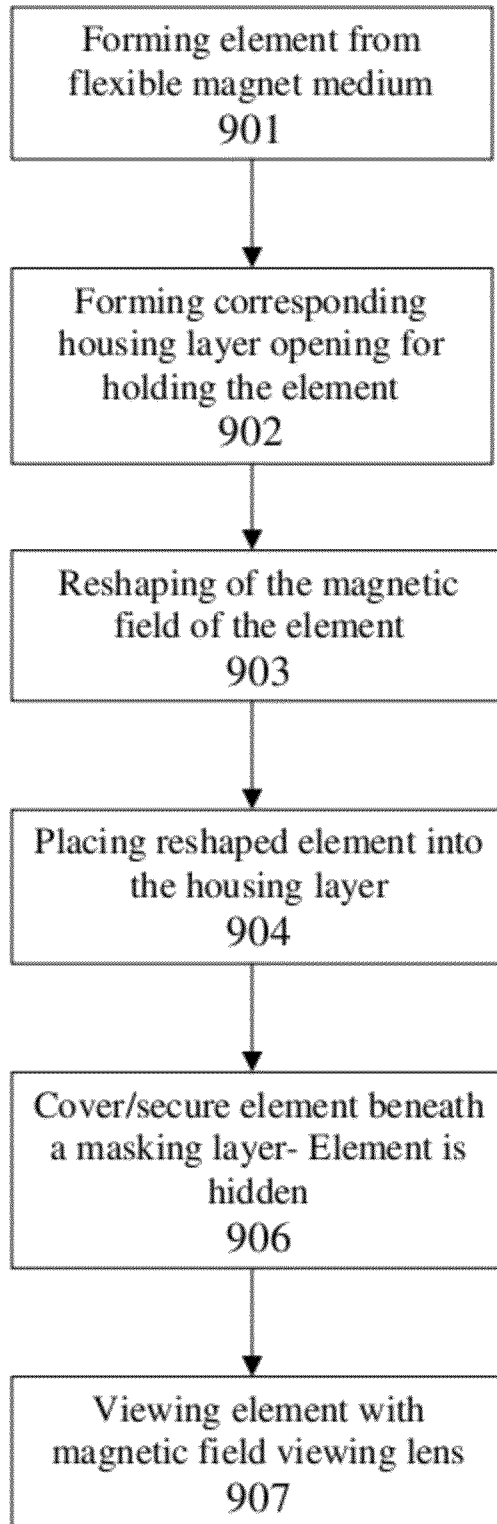 Forming element from
flexible magnet medium
901
Forming corresponding
housing layer opening for
holding the element
902
Reshaping of the magnetic
field of the element
903
Placing reshaped element into
the housing layer
904
Cover/secure element beneath
a masking layer- Element is
hidden
906
Viewing element with
magnetic field viewing lens
907